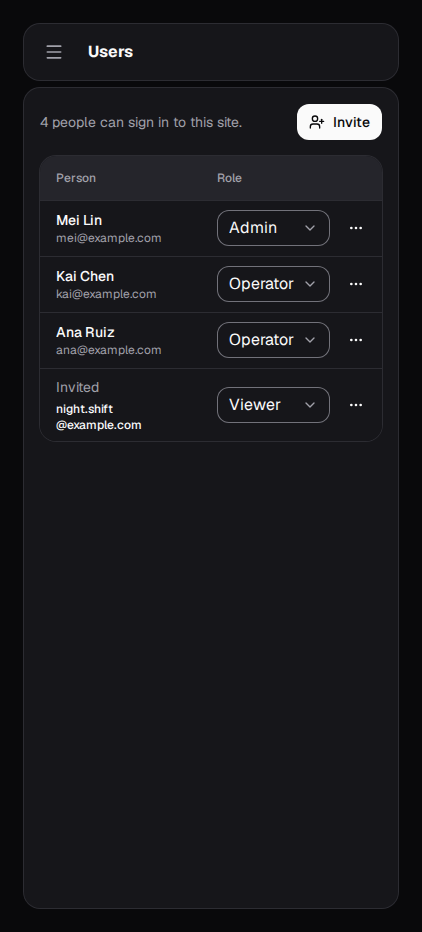 Users
4 people can sign in to this site.
Invite
Person Role
Mei Lin
mei@example.com
Admin
Kai Chen
kai@example.com
Operator
Ana Ruiz
ana@example.com
Operator
Invited
night.shift
@example.com
Viewer